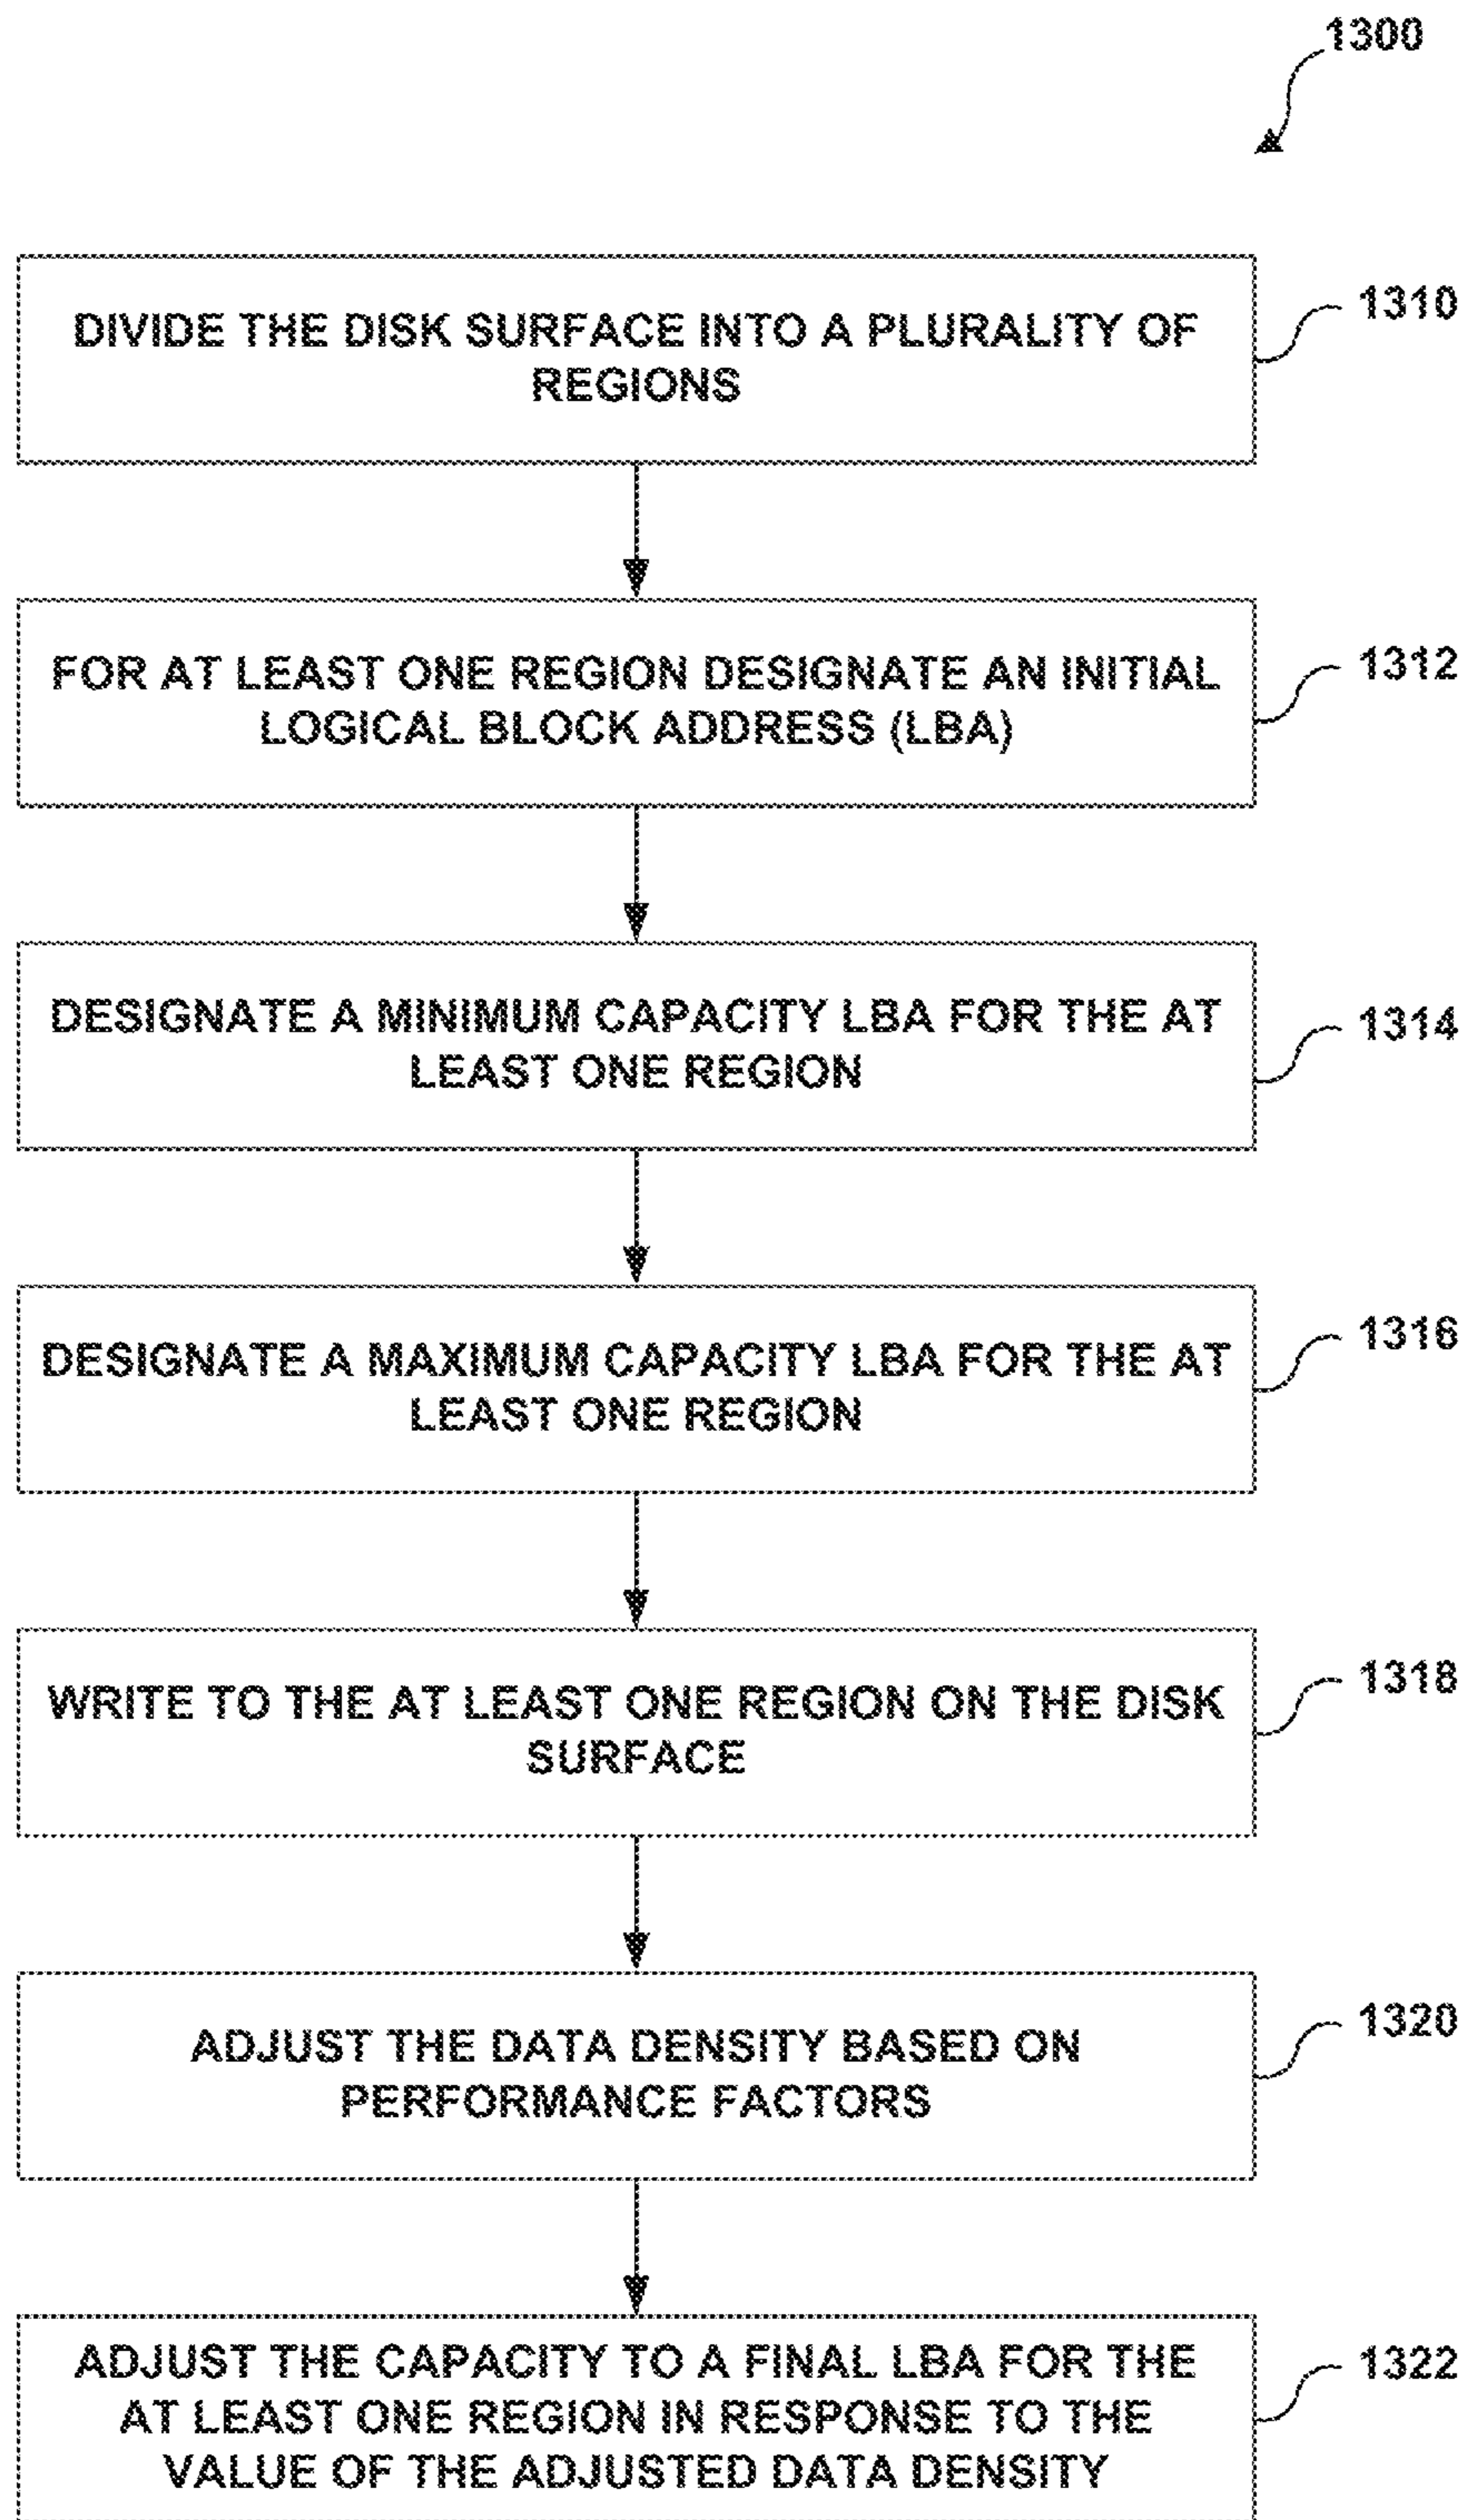 1300
DIVIDE THE DISK SURFACE INTO A PLURALITY OF
REGIONS
1310
FOR AT LEAST ONE REGION DESIGNATE AN INITIAL
LOGICAL BLOCK ADDRESS (LBA)
1312
DESIGNATE A MINIMUM CAPACITY LBA FOR THE AT
LEAST ONE REGION
1314
DESIGNATE A MAXIMUM CAPACITY LBA FOR THE AT
LEAST ONE REGION
1316
WRITE TO THE AT LEAST ONE REGION ON THE DISK
SURFACE
1318
ADJUST THE DATA DENSITY BASED ON
PERFORMANCE FACTORS
1320
ADJUST THE CAPACITY TO A FINAL LBA FOR THE
AT LEAST ONE REGION IN RESPONSE TO THE
VALUE OF THE ADJUSTED DATA DENSITY
1322